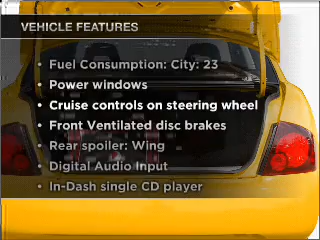 VEHICLE FEATURES
• Fuel Consumption: City: 23
• Power windows
• Cruise controls on steering wheel
• Front Ventilated disc brakes
• Rear spoiler: Wing
• Digital Audio Input
• In-Dash single CD player